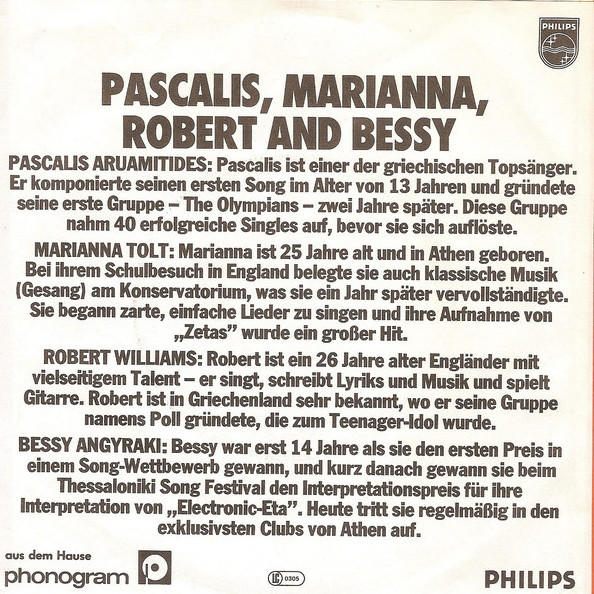 PHILIPS
PASCALIS, MARIANNA,
ROBERT AND BESSY
PASCALIS ARUAMITIDES: Pascalis ist einer der griechischen Topsänger.
Er komponierte seinen ersten Song im Alter von 13 Jahren und gründete
seine erste Gruppe – The Olympians – zwei Jahre später. Diese Gruppe
nahm 40 erfolgreiche Singles auf, bevor sie sich auflöste.
MARIANNA TOLT: Marianna ist 25 Jahre alt und in Athen geboren.
Bei ihrem Schulbesuch in England belegte sie auch klassische Musik
(Gesang) am Konservatorium, was sie ein Jahr später vervollständigte.
Sie begann zarte, einfache Lieder zu singen und ihre Aufnahme von
„Zetas” wurde ein großer Hit.
ROBERT WILLIAMS: Robert ist ein 26 Jahre alter Engländer mit
vielseitigem Talent – er singt, schreibt Lyriks und Musik und spielt
Gitarre. Robert ist in Griechenland sehr bekannt, wo er seine Gruppe
namens Poll gründete, die zum Teenager-Idol wurde.
BESSY ANGYRAKI: Bessy war erst 14 Jahre als sie den ersten Preis in
einem Song-Wettbewerb gewann, und kurz danach gewann sie beim
Thessaloniki Song Festival den Interpretationspreis für ihre
Interpretation von „Electronic-Eta”. Heute tritt sie regelmäßig in den
exklusivsten Clubs von Athen auf.
aus dem Hause
phonogram p
LC 0305
PHILIPS